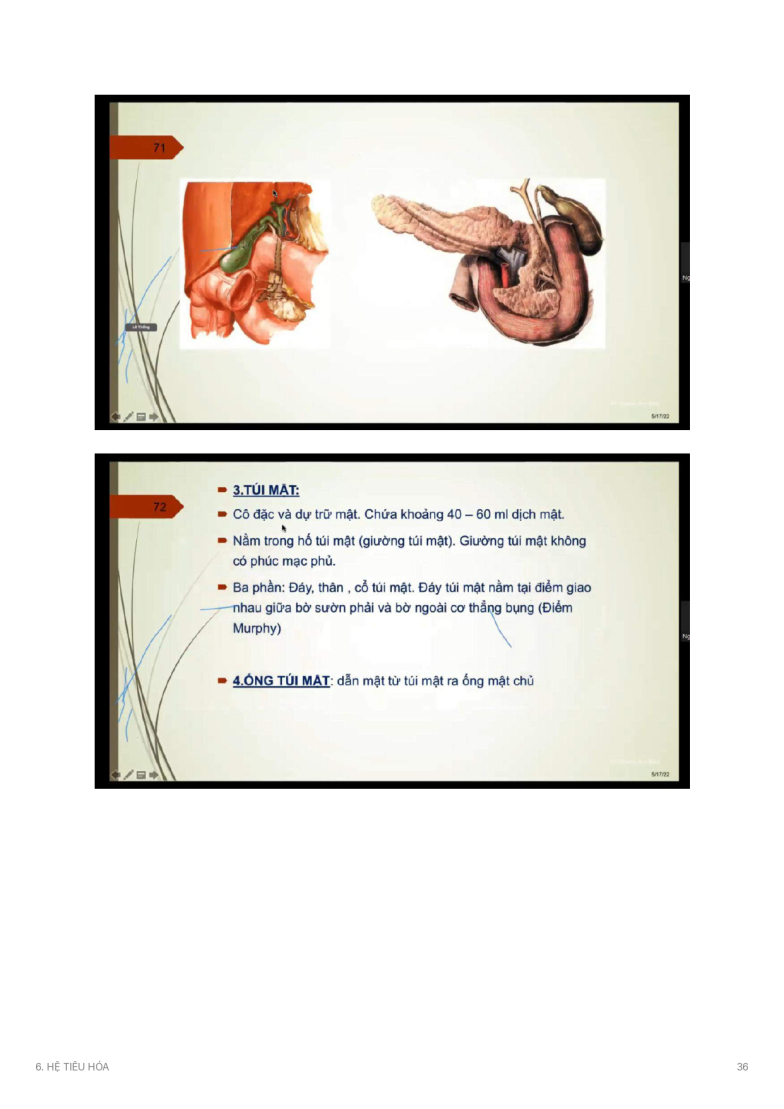 71
5/17/22
72
3.TÚI MẬT:
Cô đặc và dự trữ mật. Chứa khoảng 40 – 60 ml dịch mật.
Nằm trong hố túi mật (giường túi mật). Giường túi mật không
có phúc mạc phủ.
Ba phần: Đáy, thân , cổ túi mật. Đáy túi mật nằm tại điểm giao
nhau giữa bờ sườn phải và bờ ngoài cơ thẳng bụng (Điểm
Murphy)
4.ỐNG TÚI MẬT: dẫn mật từ túi mật ra ống mật chủ
5/17/22
6. HỆ TIÊU HÓA
36